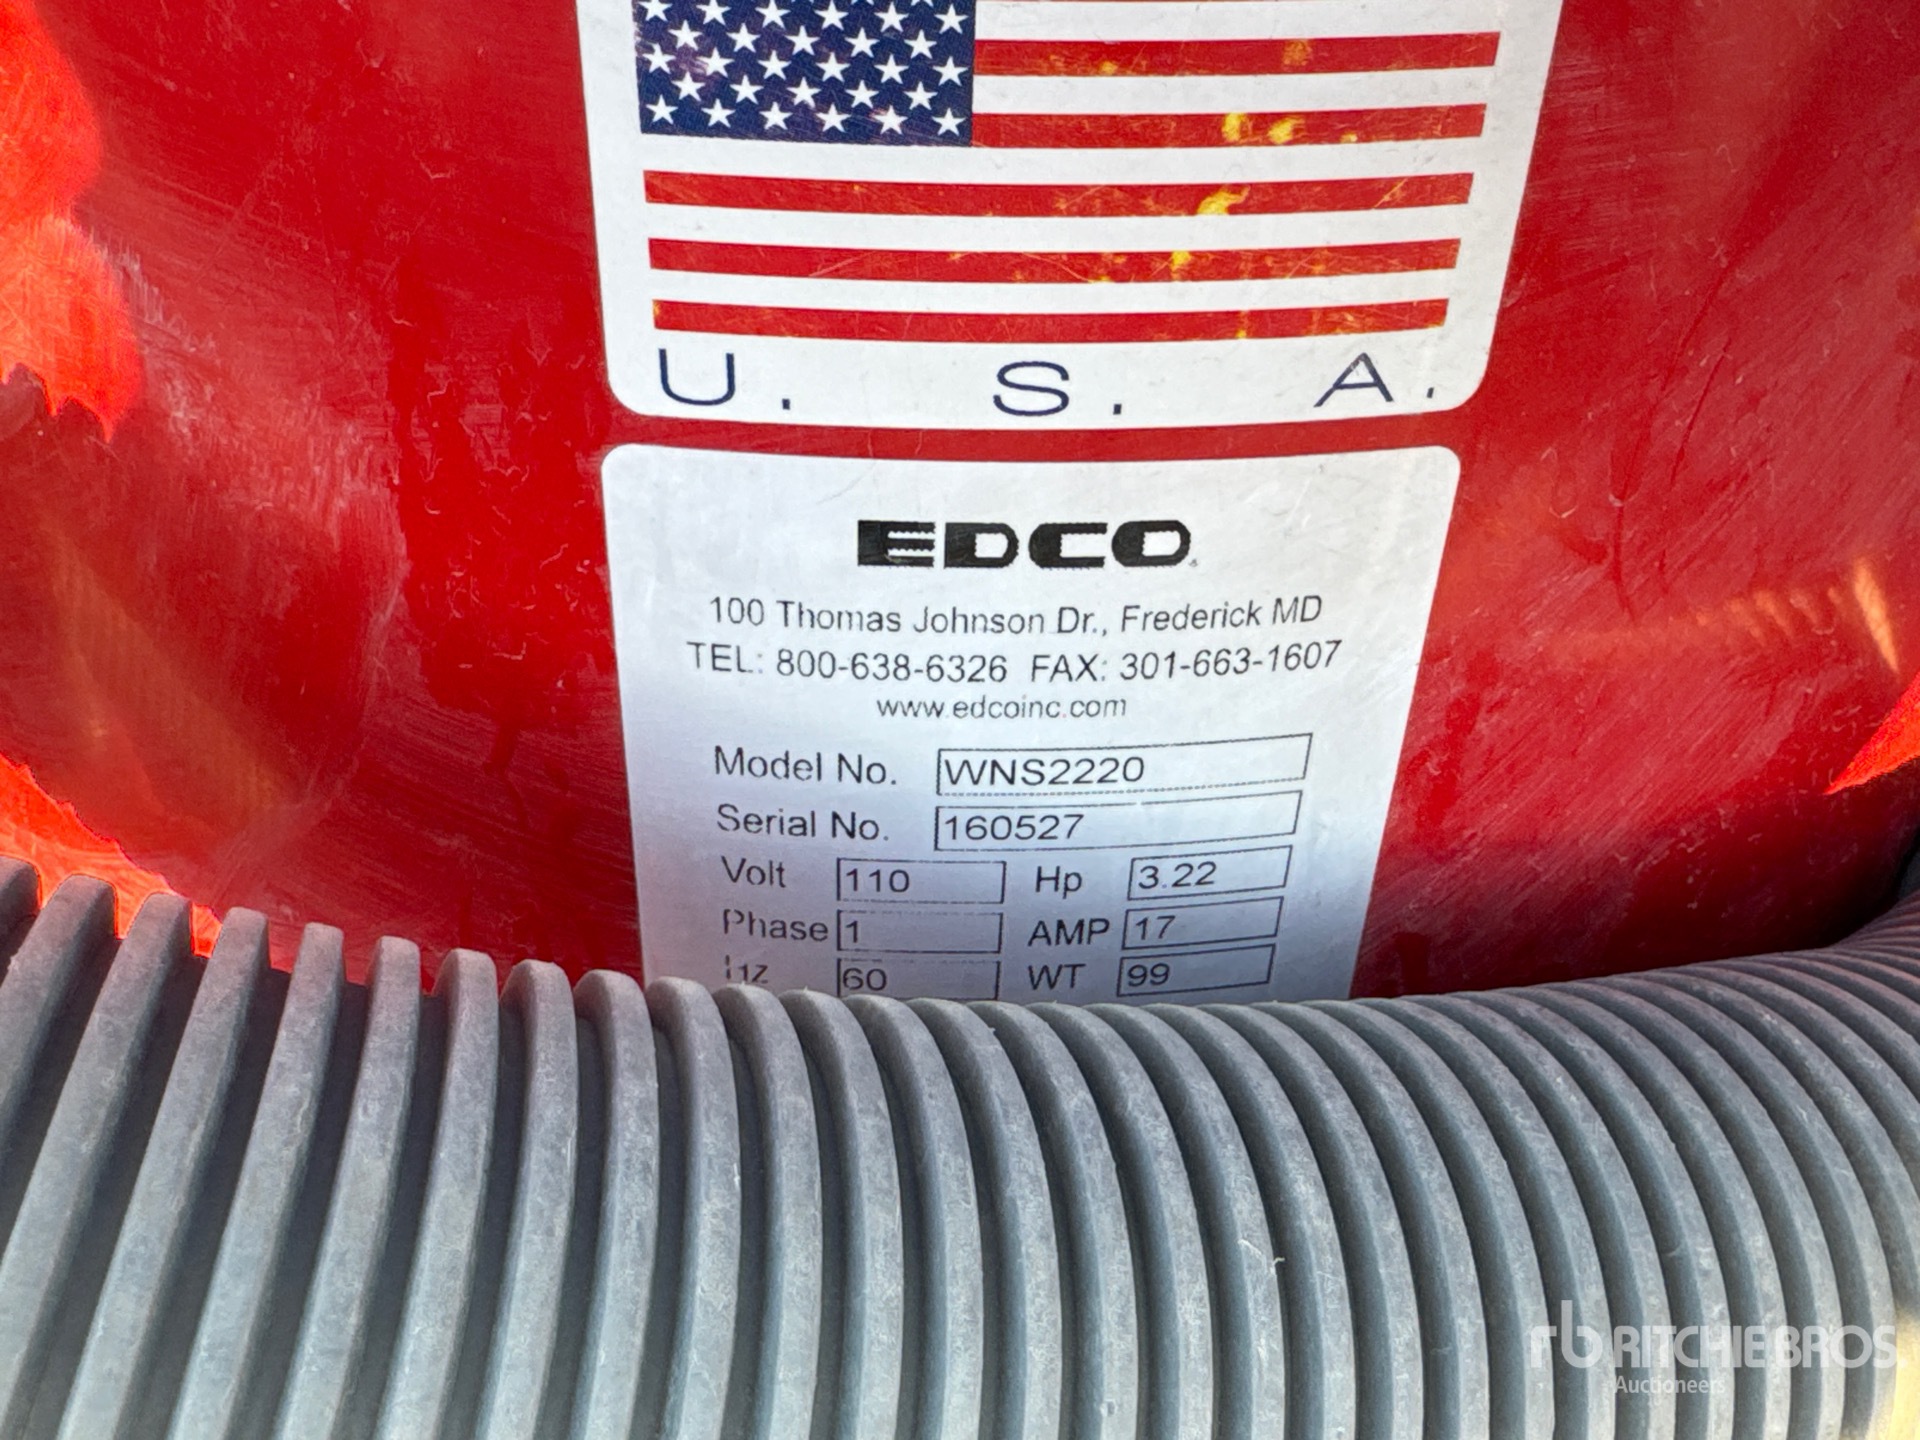 U. S. A.
EDCO
100 Thomas Johnson Dr., Frederick MD
TEL: 800-638-6326 FAX: 301-663-1607
www.edcoinc.com
Model No. WNS2220
Serial No. 160527
Volt 110 Hp 3.22
Phase 1 AMP 17
Hz 60 WT 99
rb RITCHIE BROS
Auctioneers